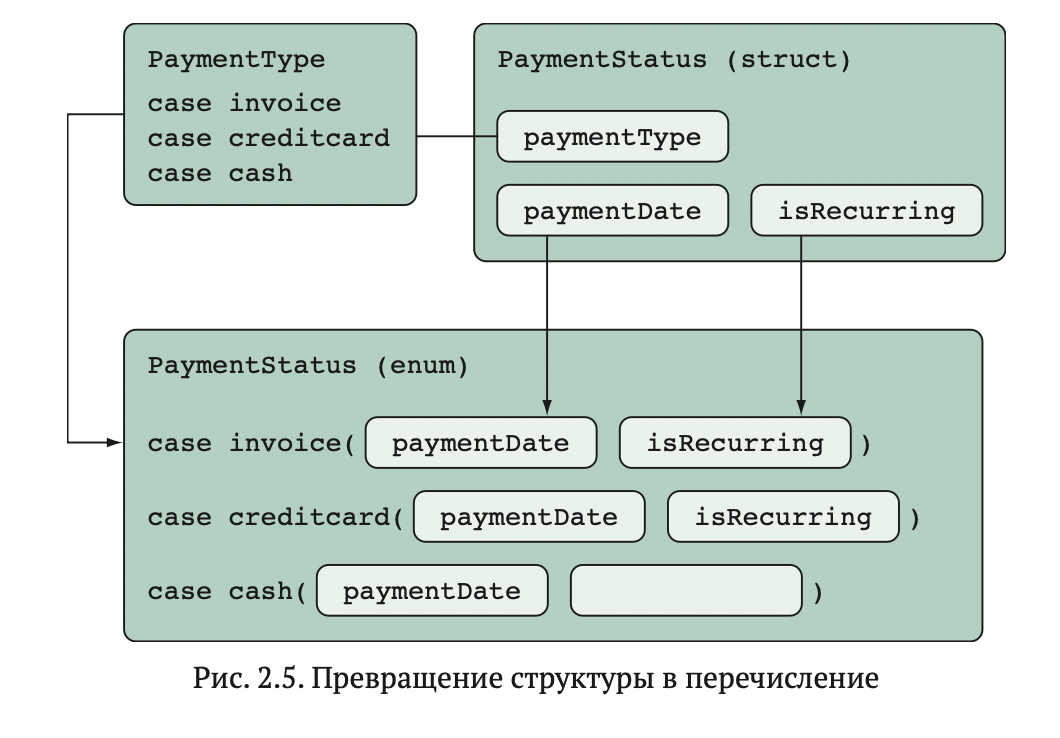 PaymentType
case invoice
case creditcard
case cash
PaymentStatus (struct)
paymentType
paymentDate isRecurring
PaymentStatus (enum)
case invoice( paymentDate isRecurring )
case creditcard( paymentDate isRecurring )
case cash( paymentDate )
Рис. 2.5. Превращение структуры в перечисление